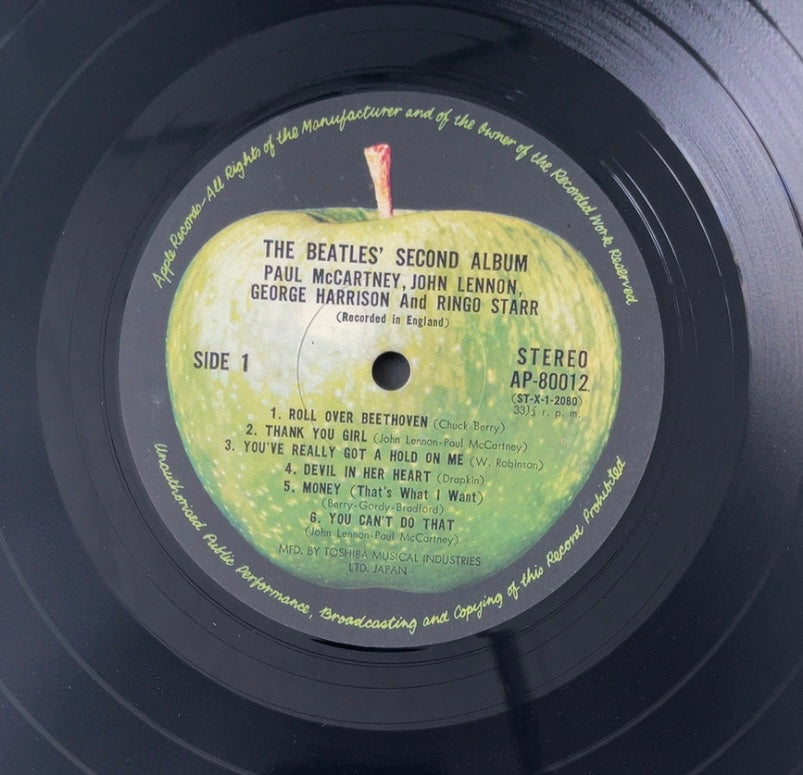 Apple Records–All Rights of the Manufacturer and of the Owner of the Recorded Work Reserved
THE BEATLES' SECOND ALBUM
PAUL McCARTNEY, JOHN LENNON,
GEORGE HARRISON And RINGO STARR
(Recorded in England)
SIDE 1
STEREO
AP-80012
(ST-X-1-2080)
33⅓ r. p. m.
1. ROLL OVER BEETHOVEN (Chuck Berry)
2. THANK YOU GIRL (John Lennon-Paul McCartney)
3. YOU'VE REALLY GOT A HOLD ON ME (W. Robinson)
4. DEVIL IN HER HEART (Drapkin)
5. MONEY (That's What I Want)
(Berry-Gordy-Bradford)
6. YOU CAN'T DO THAT
(John Lennon-Paul McCartney)
MFD. BY TOSHIBA MUSICAL INDUSTRIES
LTD. JAPAN
Unauthorised Public Performance, Broadcasting and Copying of this Record Prohibited